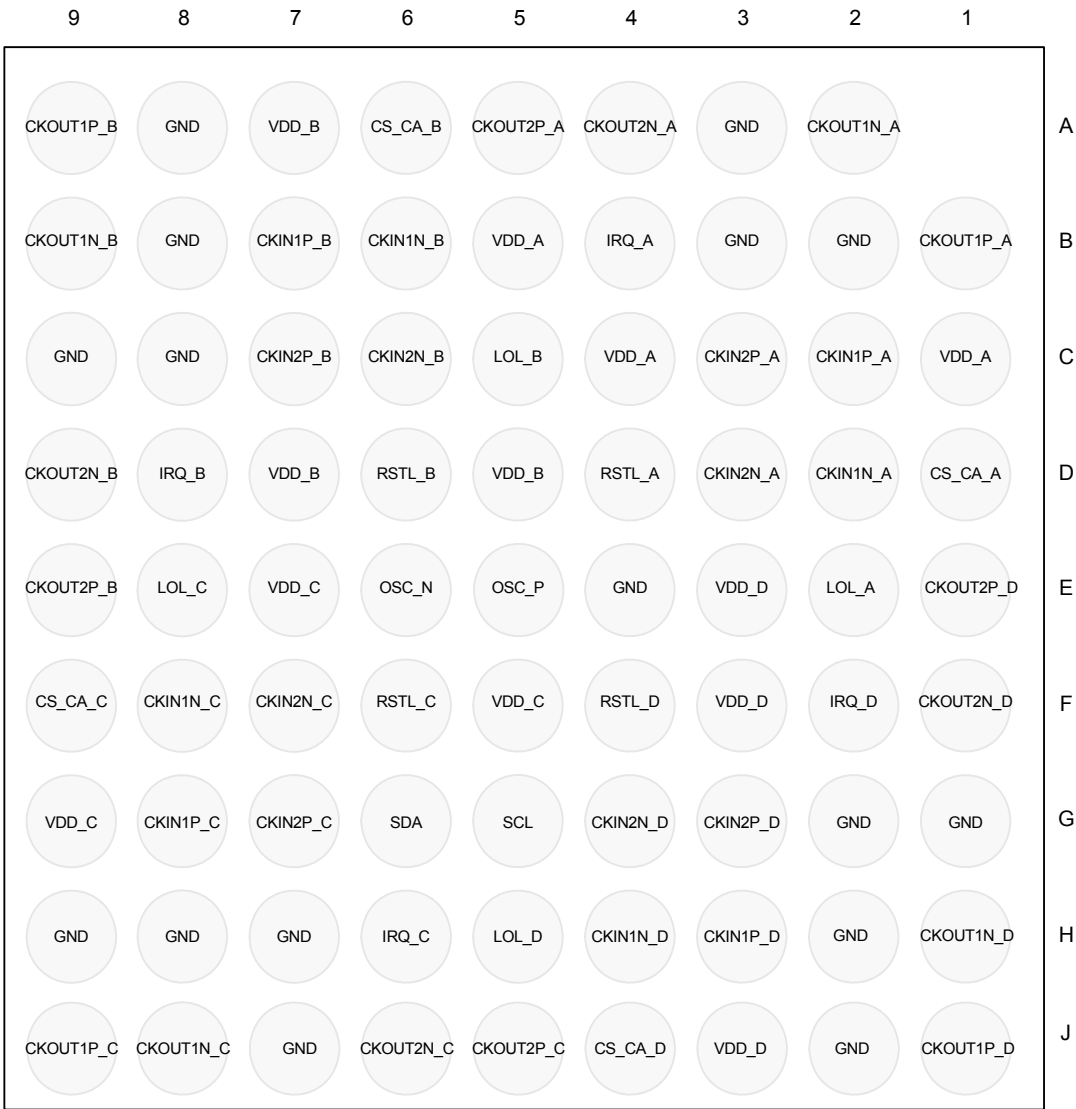 9 8 7 6 5 4 3 2 1
CKOUT1P_B GND VDD_B CS_CA_B CKOUT2P_A CKOUT2N_A GND CKOUT1N_A A
CKOUT1N_B GND CKIN1P_B CKIN1N_B VDD_A IRQ_A GND GND CKOUT1P_A B
GND GND CKIN2P_B CKIN2N_B LOL_B VDD_A CKIN2P_A CKIN1P_A VDD_A C
CKOUT2N_B IRQ_B VDD_B RSTL_B VDD_B RSTL_A CKIN2N_A CKIN1N_A CS_CA_A D
CKOUT2P_B LOL_C VDD_C OSC_N OSC_P GND VDD_D LOL_A CKOUT2P_D E
CS_CA_C CKIN1N_C CKIN2N_C RSTL_C VDD_C RSTL_D VDD_D IRQ_D CKOUT2N_D F
VDD_C CKIN1P_C CKIN2P_C SDA SCL CKIN2N_D CKIN2P_D GND GND G
GND GND GND IRQ_C LOL_D CKIN1N_D CKIN1P_D GND CKOUT1N_D H
CKOUT1P_C CKOUT1N_C GND CKOUT2N_C CKOUT2P_C CS_CA_D VDD_D GND CKOUT1P_D J